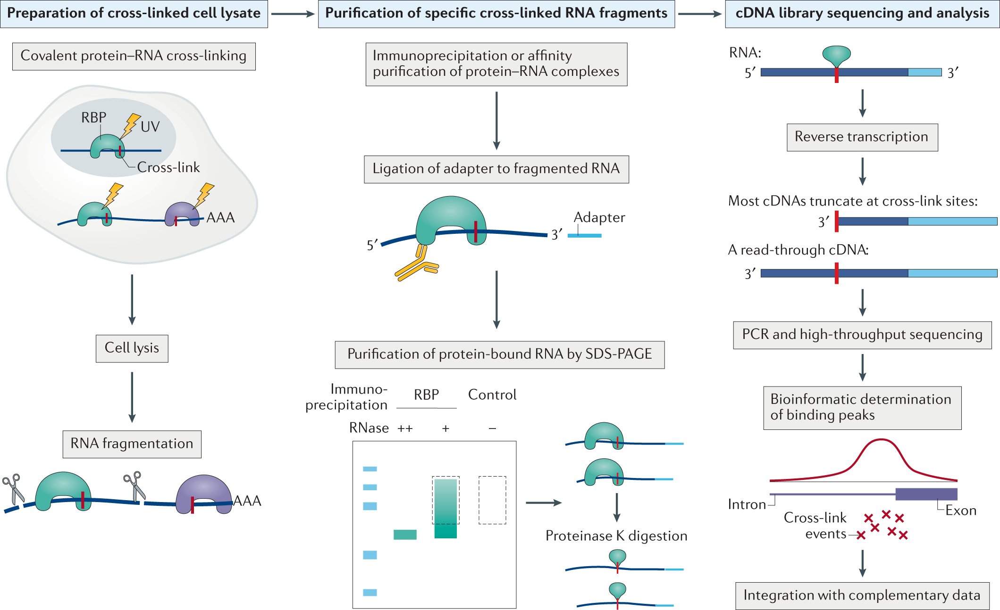 Preparation of cross-linked cell lysate
Covalent protein–RNA cross-linking
RBP
UV
Cross-link
AAA
Cell lysis
RNA fragmentation
AAA
Purification of specific cross-linked RNA fragments
Immunoprecipitation or affinity
purification of protein–RNA complexes
Ligation of adapter to fragmented RNA
Adapter
5′
3′
Purification of protein-bound RNA by SDS-PAGE
Immuno-
precipitation
RBP
Control
RNase ++ + –
Proteinase K digestion
cDNA library sequencing and analysis
RNA:
5′
3′
Reverse transcription
Most cDNAs truncate at cross-link sites:
3′
A read-through cDNA:
3′
PCR and high-throughput sequencing
Bioinformatic determination
of binding peaks
Intron
Exon
Cross-link
events
Integration with complementary data